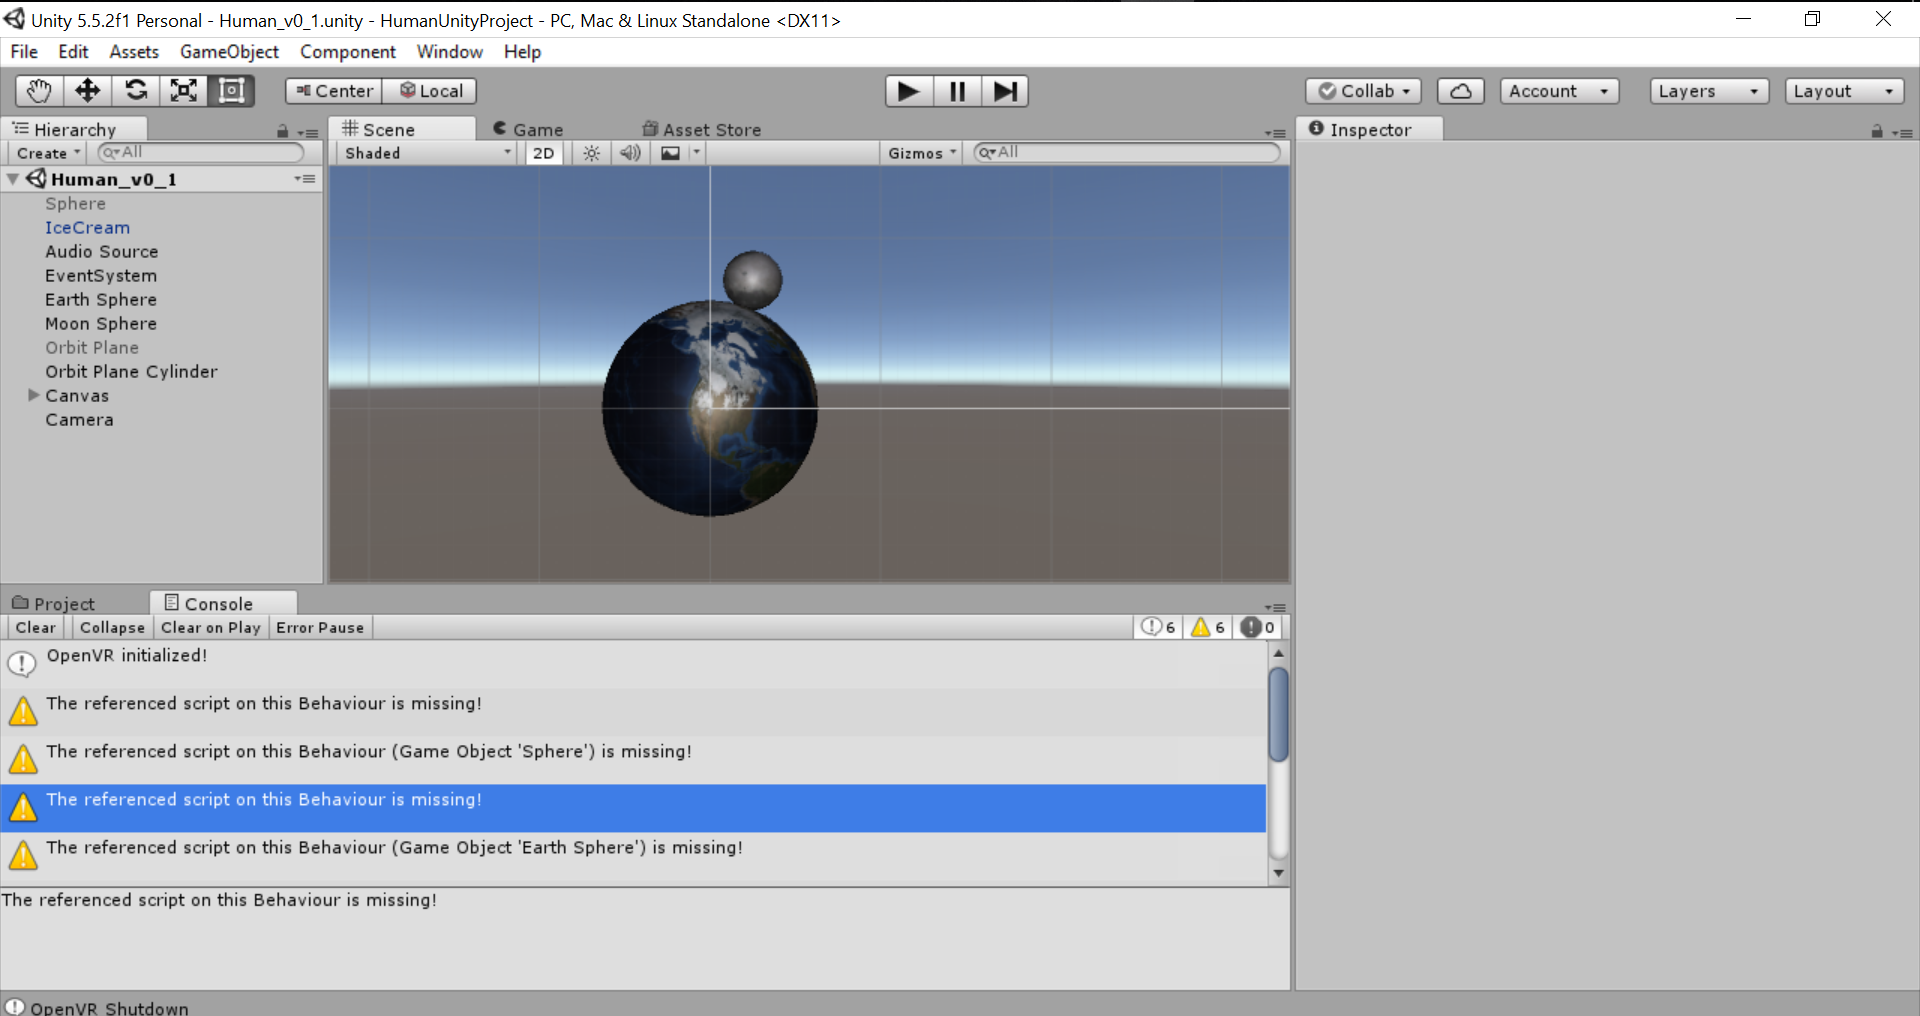 Unity 5.5.2f1 Personal - Human_v0_1.unity - HumanUnityProject - PC, Mac & Linux Standalone <DX11>
File Edit Assets GameObject Component Window Help
Center Local Collab Account Layers Layout
Hierarchy Scene Game Asset Store Inspector
Create All Shaded 2D Gizmos All
Human_v0_1
Sphere
IceCream
Audio Source
EventSystem
Earth Sphere
Moon Sphere
Orbit Plane
Orbit Plane Cylinder
Canvas
Camera
Project Console
Clear Collapse Clear on Play Error Pause 6 6 0
OpenVR initialized!
The referenced script on this Behaviour is missing!
The referenced script on this Behaviour (Game Object 'Sphere') is missing!
The referenced script on this Behaviour is missing!
The referenced script on this Behaviour (Game Object 'Earth Sphere') is missing!
The referenced script on this Behaviour is missing!
OpenVR Shutdown